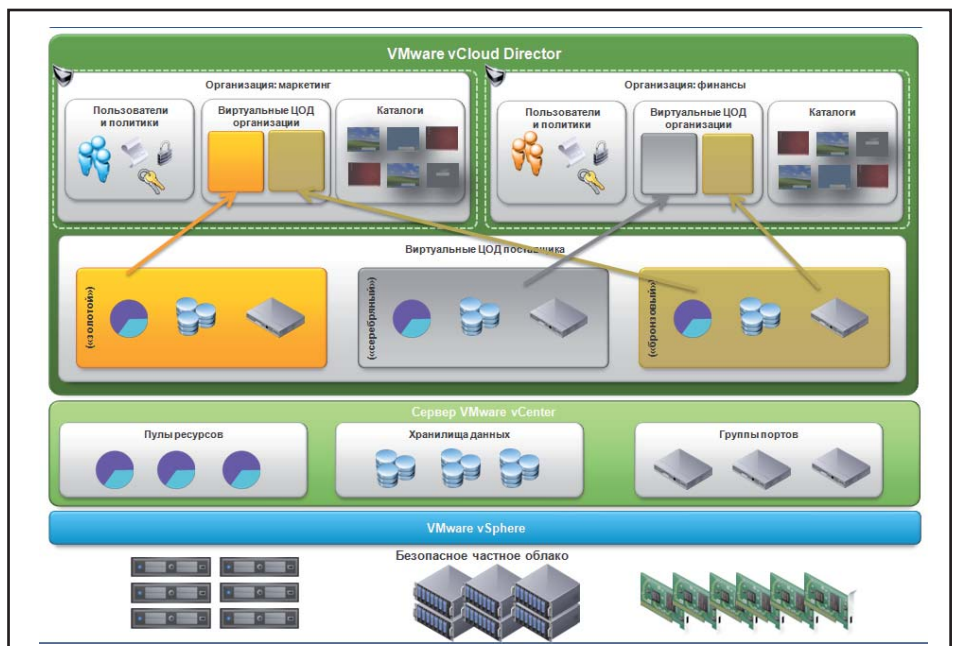 VMware vCloud Director
Организация: маркетинг
Пользователи
и политики
Виртуальные ЦОД
организации
Каталоги
Организация: финансы
Пользователи
и политики
Виртуальные ЦОД
организации
Каталоги
Виртуальные ЦОД поставщика
(«золотой»)
(«серебряный»)
(«бронзовый»)
Сервер VMware vCenter
Пулы ресурсов
Хранилища данных
Группы портов
VMware vSphere
Безопасное частное облако